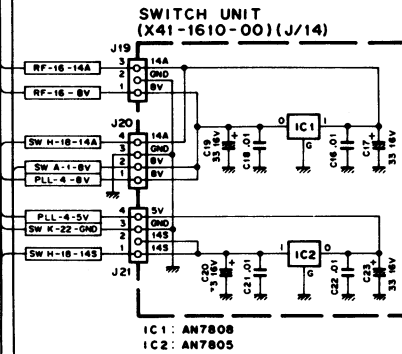 SWITCH UNIT
(X41-1610-00)(J/14)
J19
RF-16-14A 3 14A
2 GND
RF-16-8V 1 8V
J20
SW H-18-14A 4 14A
3 GND
SW A-1-8V 2 8V
PLL-4-8V 1 8V
O IC1 I
G
C19 33 16V
C18 .01
C16 .01
C17 33 16V
PLL-4-5V 4 5V
SW K-22-GND 3 GND
2 14S
SW H-18-14S 1 14S
J21
I IC2 O
G
C20 16V
C21 .01
C22 .01
C23 33 16V
IC1: AN7808
IC2: AN7805